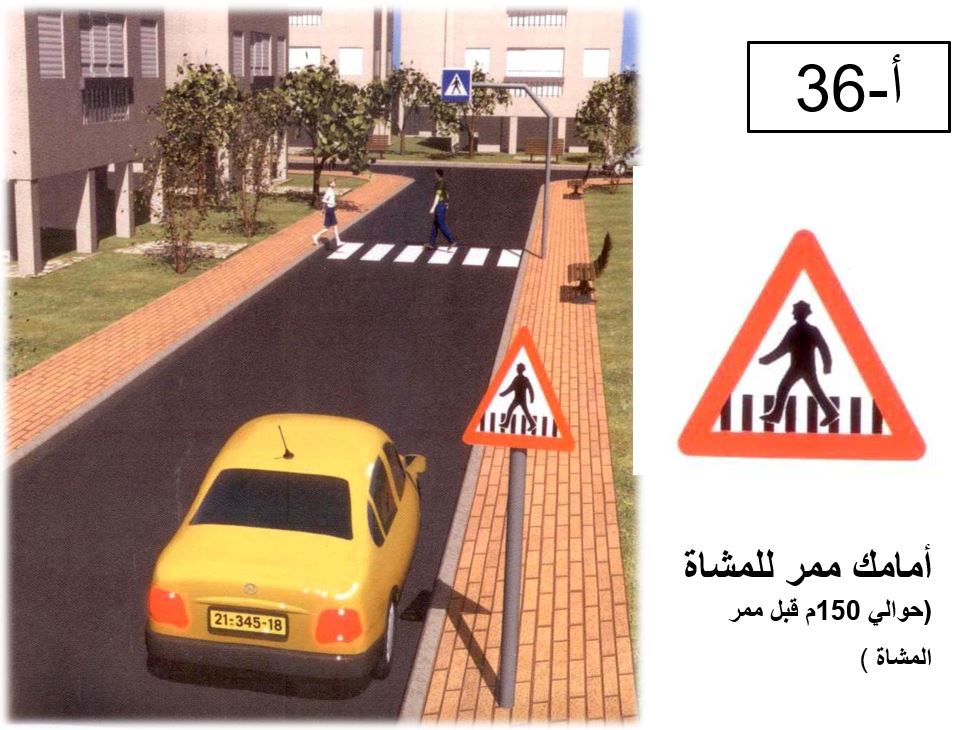 أ-36
أمامك ممر للمشاة
(حوالي 150م قبل ممر
المشاة )
21-345-18